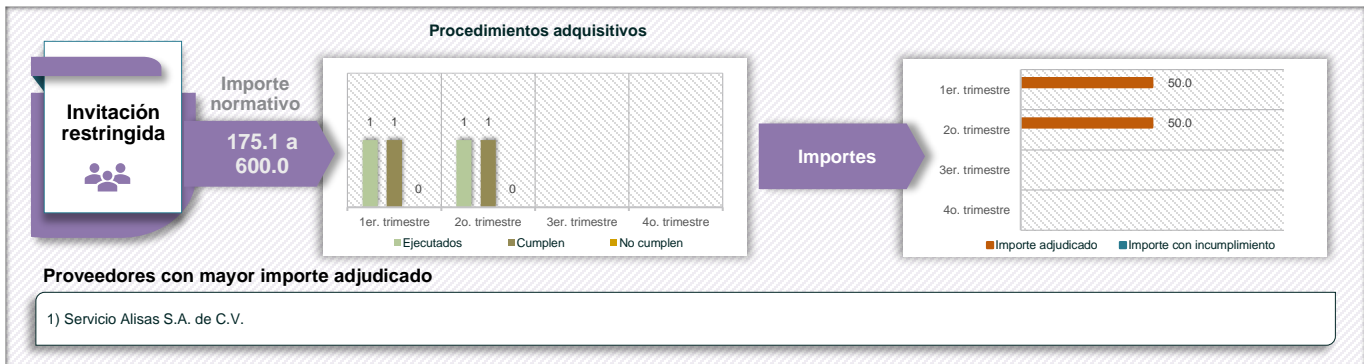 Procedimientos adquisitivos
Invitación
restringida
Importe
normativo
175.1 a
600.0
1 1
0
1 1
0
1er. trimestre 2o. trimestre 3er. trimestre 4o. trimestre
Ejecutados Cumplen No cumplen
Importes
1er. trimestre 50.0
2o. trimestre 50.0
3er. trimestre
4o. trimestre
Importe adjudicado Importe con incumplimiento
Proveedores con mayor importe adjudicado
1) Servicio Alisas S.A. de C.V.